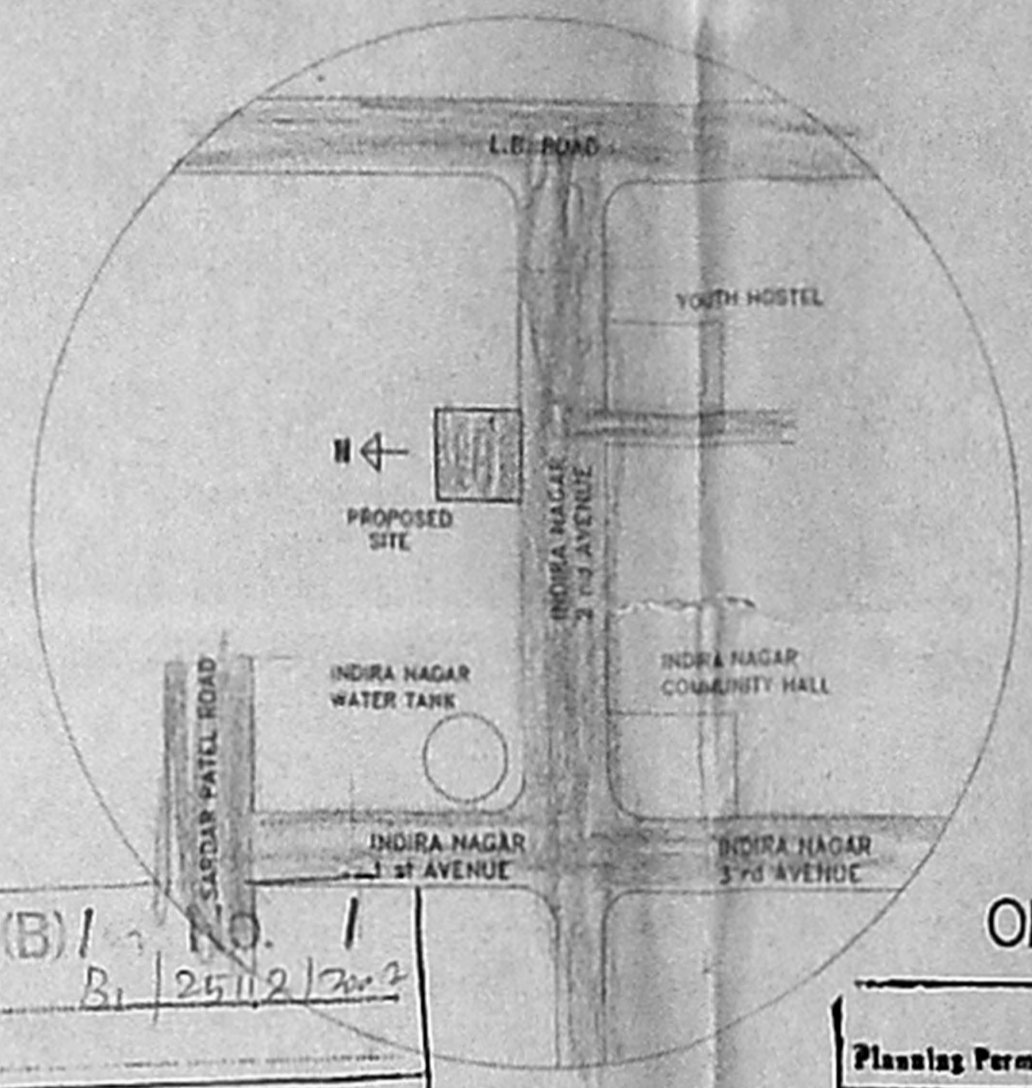 L.B. ROAD
YOUTH HOSTEL
N
PROPOSED
SITE
INDIRA NAGAR
2 nd AVENUE
INDIRA NAGAR
WATER TANK
INDIRA NAGAR
COMMUNITY HALL
SARDAR PATEL ROAD
INDIRA NAGAR
1 st AVENUE
INDIRA NAGAR
3 rd AVENUE
(B) 1 NO. 1
Planning